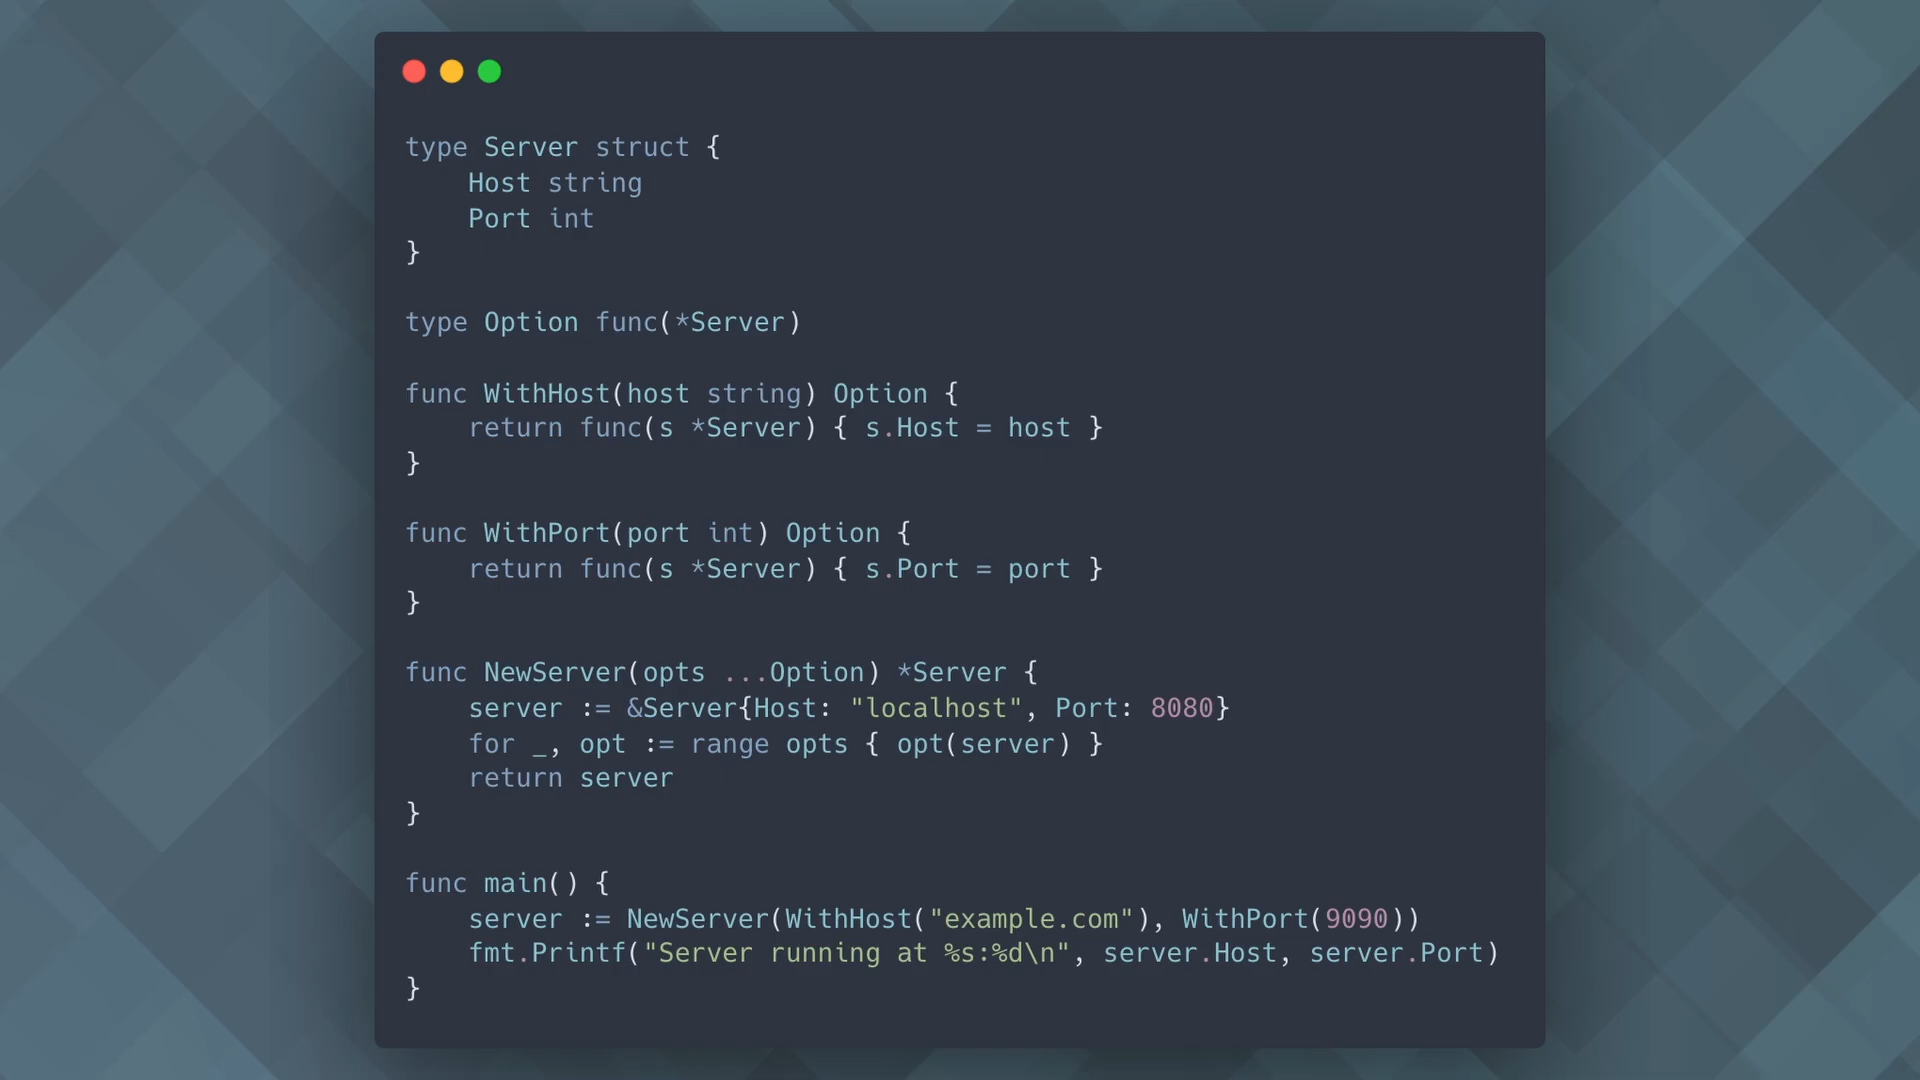 type Server struct {
    Host string
    Port int
}

type Option func(*Server)

func WithHost(host string) Option {
    return func(s *Server) { s.Host = host }
}

func WithPort(port int) Option {
    return func(s *Server) { s.Port = port }
}

func NewServer(opts ...Option) *Server {
    server := &Server{Host: "localhost", Port: 8080}
    for _, opt := range opts { opt(server) }
    return server
}

func main() {
    server := NewServer(WithHost("example.com"), WithPort(9090))
    fmt.Printf("Server running at %s:%d\n", server.Host, server.Port)
}